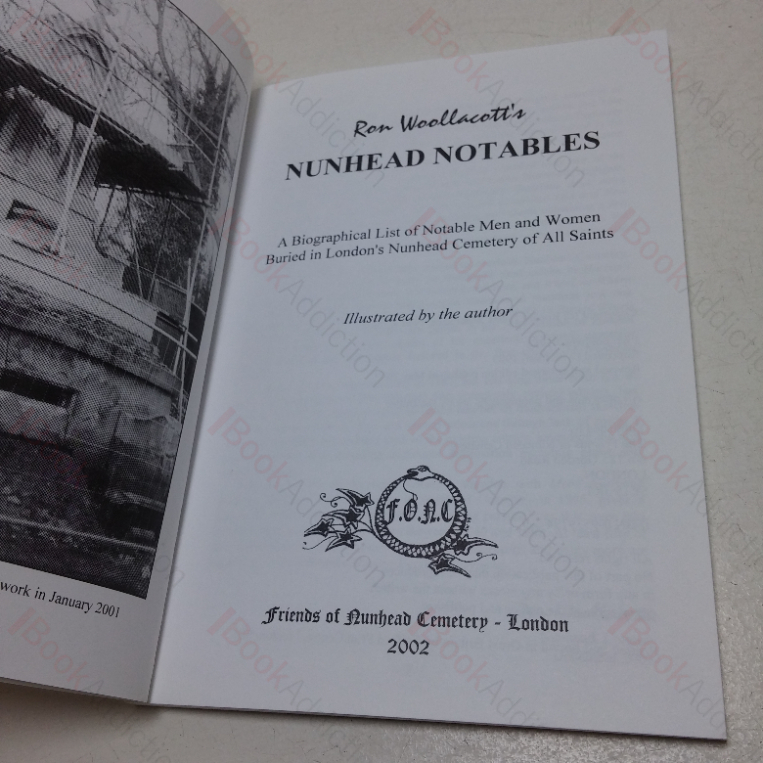 work in January 2001
Ron Woollacott's
NUNHEAD NOTABLES
A Biographical List of Notable Men and Women
Buried in London's Nunhead Cemetery of All Saints
Illustrated by the author
F.O.N.C
Friends of Nunhead Cemetery - London
2002
BookAddiction